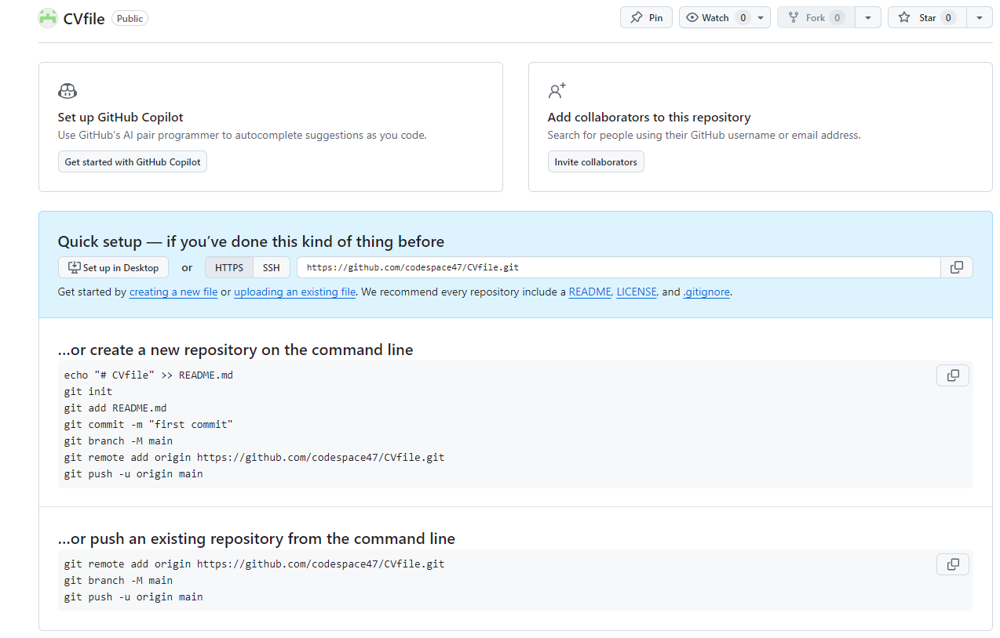 CVfile Public Pin Watch 0 Fork 0 Star 0
Set up GitHub Copilot
Use GitHub's AI pair programmer to autocomplete suggestions as you code.
Get started with GitHub Copilot
Add collaborators to this repository
Search for people using their GitHub username or email address.
Invite collaborators
Quick setup — if you've done this kind of thing before
Set up in Desktop or HTTPS SSH https://github.com/codespace47/CVfile.git
Get started by creating a new file or uploading an existing file. We recommend every repository include a README, LICENSE, and .gitignore.
...or create a new repository on the command line
echo "# CVfile" >> README.md
git init
git add README.md
git commit -m "first commit"
git branch -M main
git remote add origin https://github.com/codespace47/CVfile.git
git push -u origin main
...or push an existing repository from the command line
git remote add origin https://github.com/codespace47/CVfile.git
git branch -M main
git push -u origin main